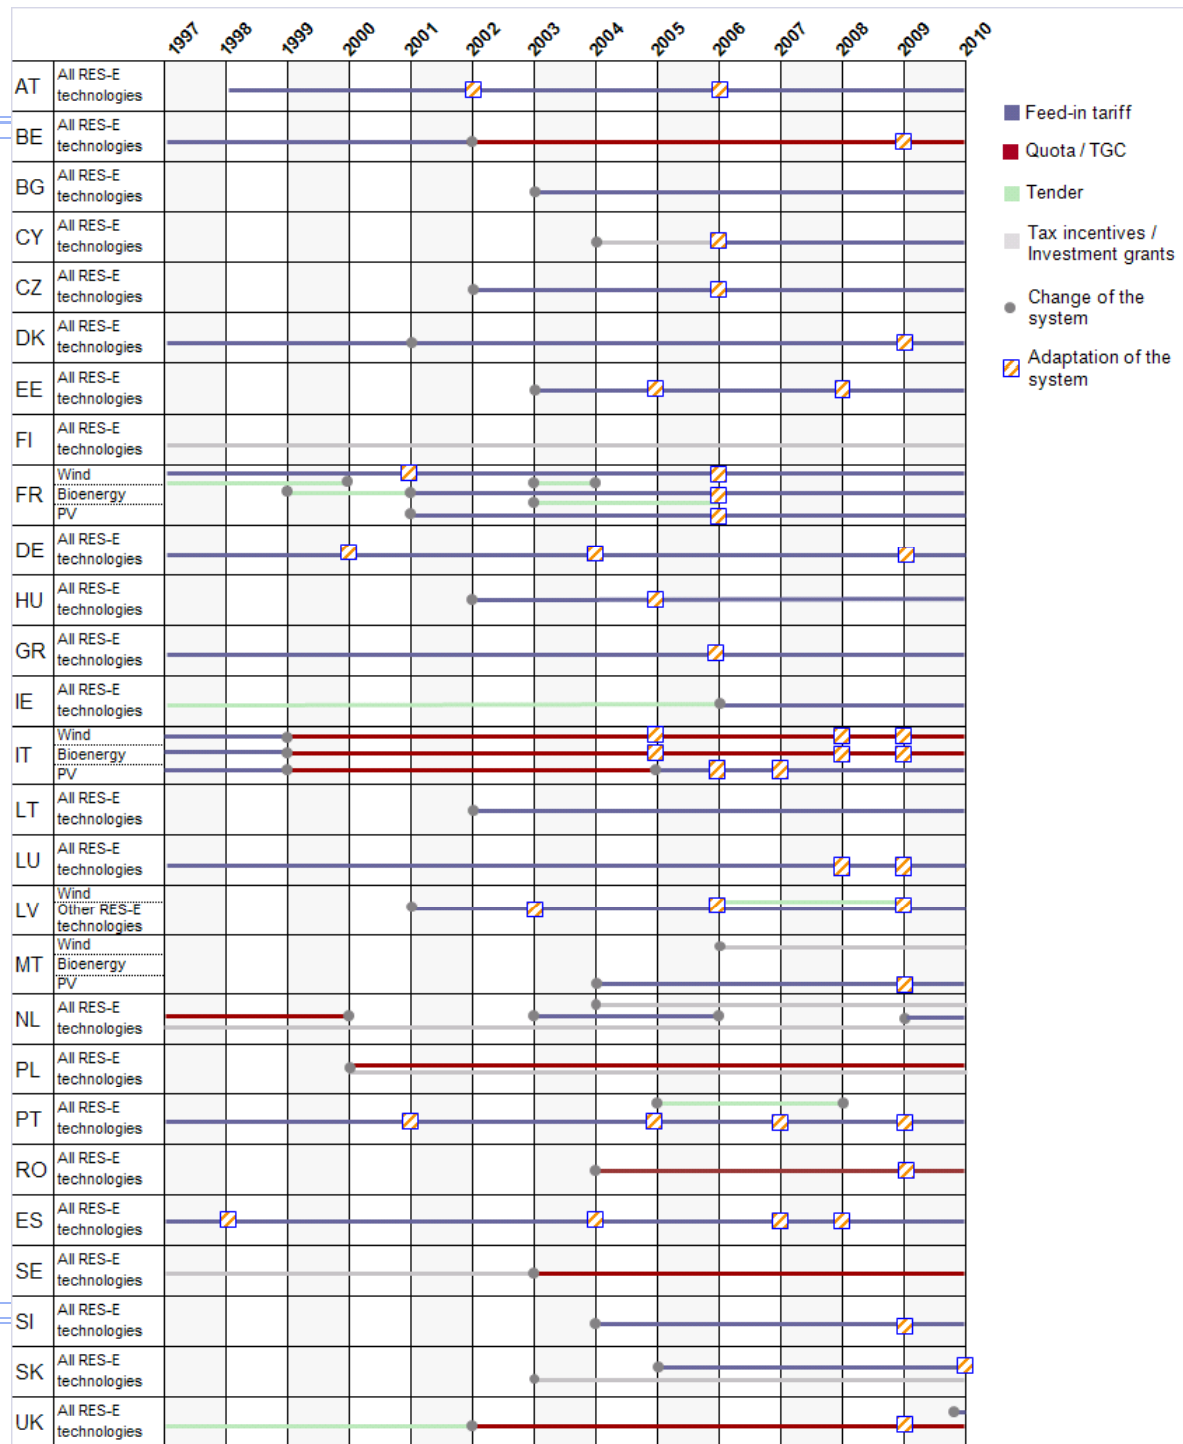 1997 1998 1999 2000 2001 2002 2003 2004 2005 2006 2007 2008 2009 2010
AT All RES-E
technologies
BE All RES-E
technologies
BG All RES-E
technologies
CY All RES-E
technologies
CZ All RES-E
technologies
DK All RES-E
technologies
EE All RES-E
technologies
FI All RES-E
technologies
Wind
FR Bioenergy
PV
DE All RES-E
technologies
HU All RES-E
technologies
GR All RES-E
technologies
IE All RES-E
technologies
Wind
IT Bioenergy
PV
LT All RES-E
technologies
LU All RES-E
technologies
Wind
LV Other RES-E
technologies
Wind
MT Bioenergy
PV
NL All RES-E
technologies
PL All RES-E
technologies
PT All RES-E
technologies
RO All RES-E
technologies
ES All RES-E
technologies
SE All RES-E
technologies
SI All RES-E
technologies
SK All RES-E
technologies
UK All RES-E
technologies
Feed-in tariff
Quota / TGC
Tender
Tax incentives /
Investment grants
Change of the
system
Adaptation of the
system